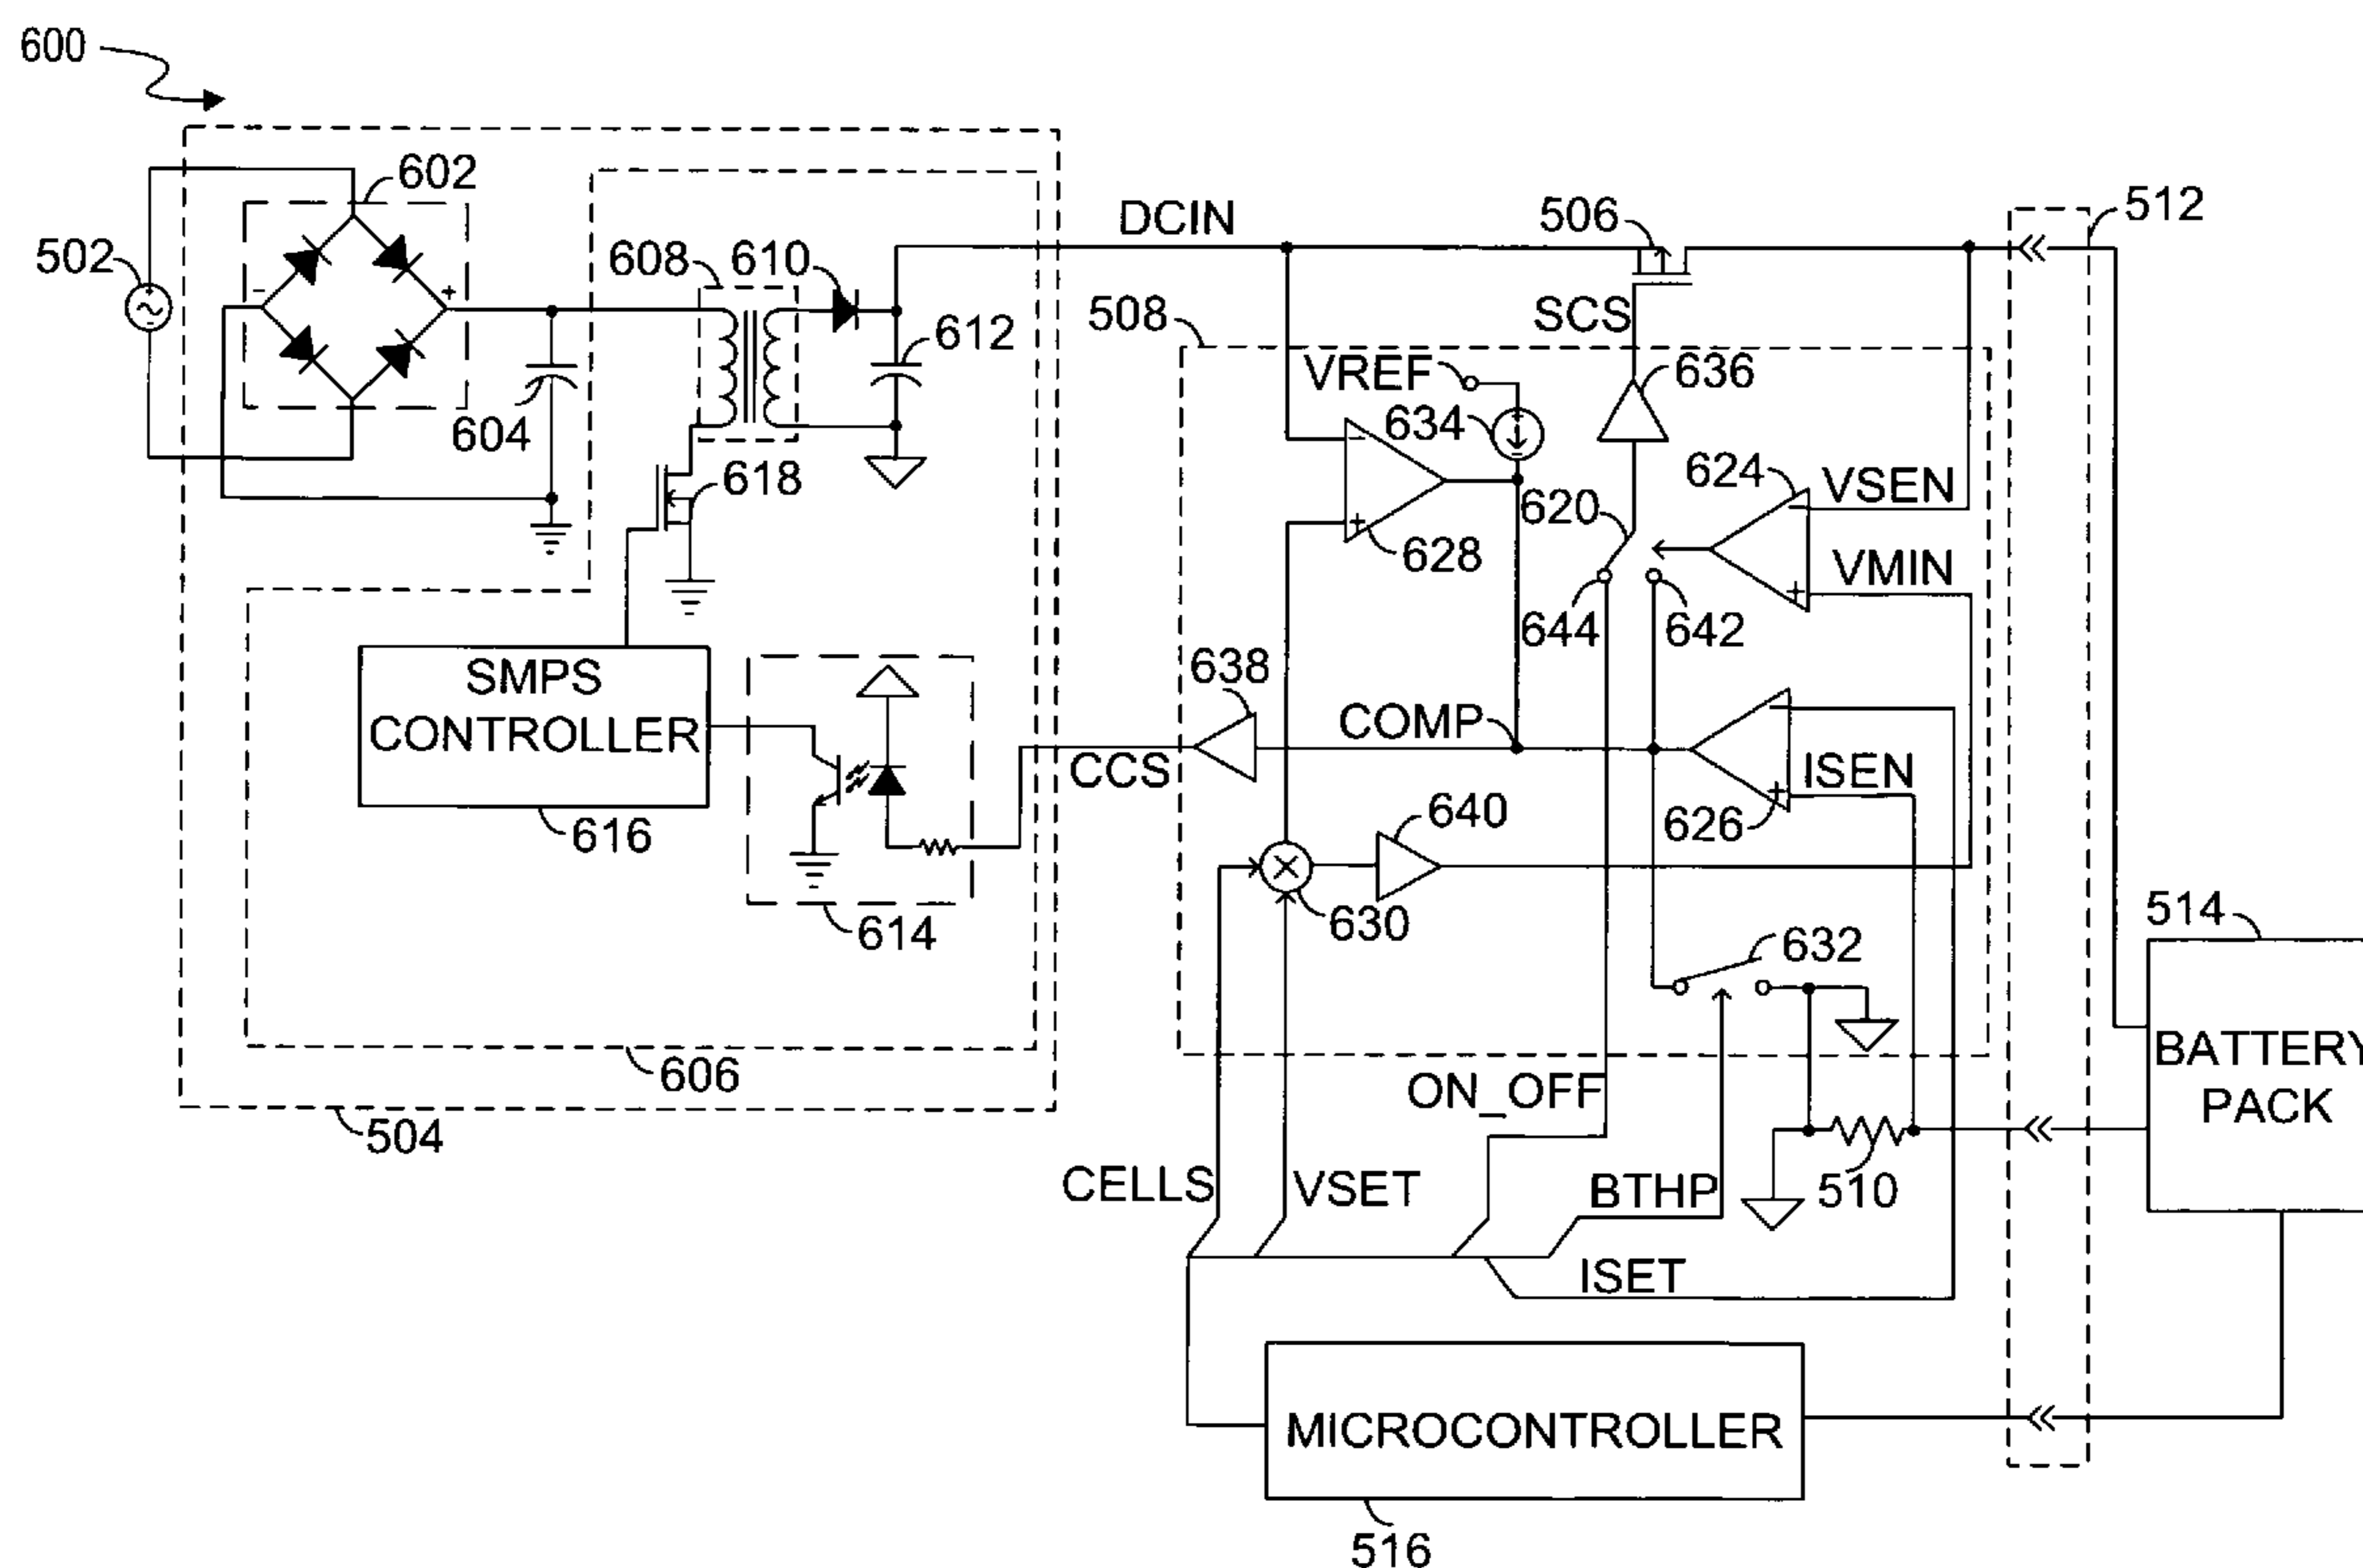 600
602
502
DCIN
506
512
608
610
508
SCS
612
VREF
636
604
634
624
VSEN
618
620
628
VMIN
644
642
638
SMPS
CONTROLLER
COMP
CCS
ISEN
616
640
626
614
630
632
514
606
BATTERY
PACK
ON_OFF
504
CELLS
VSET
BTHP
510
ISET
MICROCONTROLLER
516